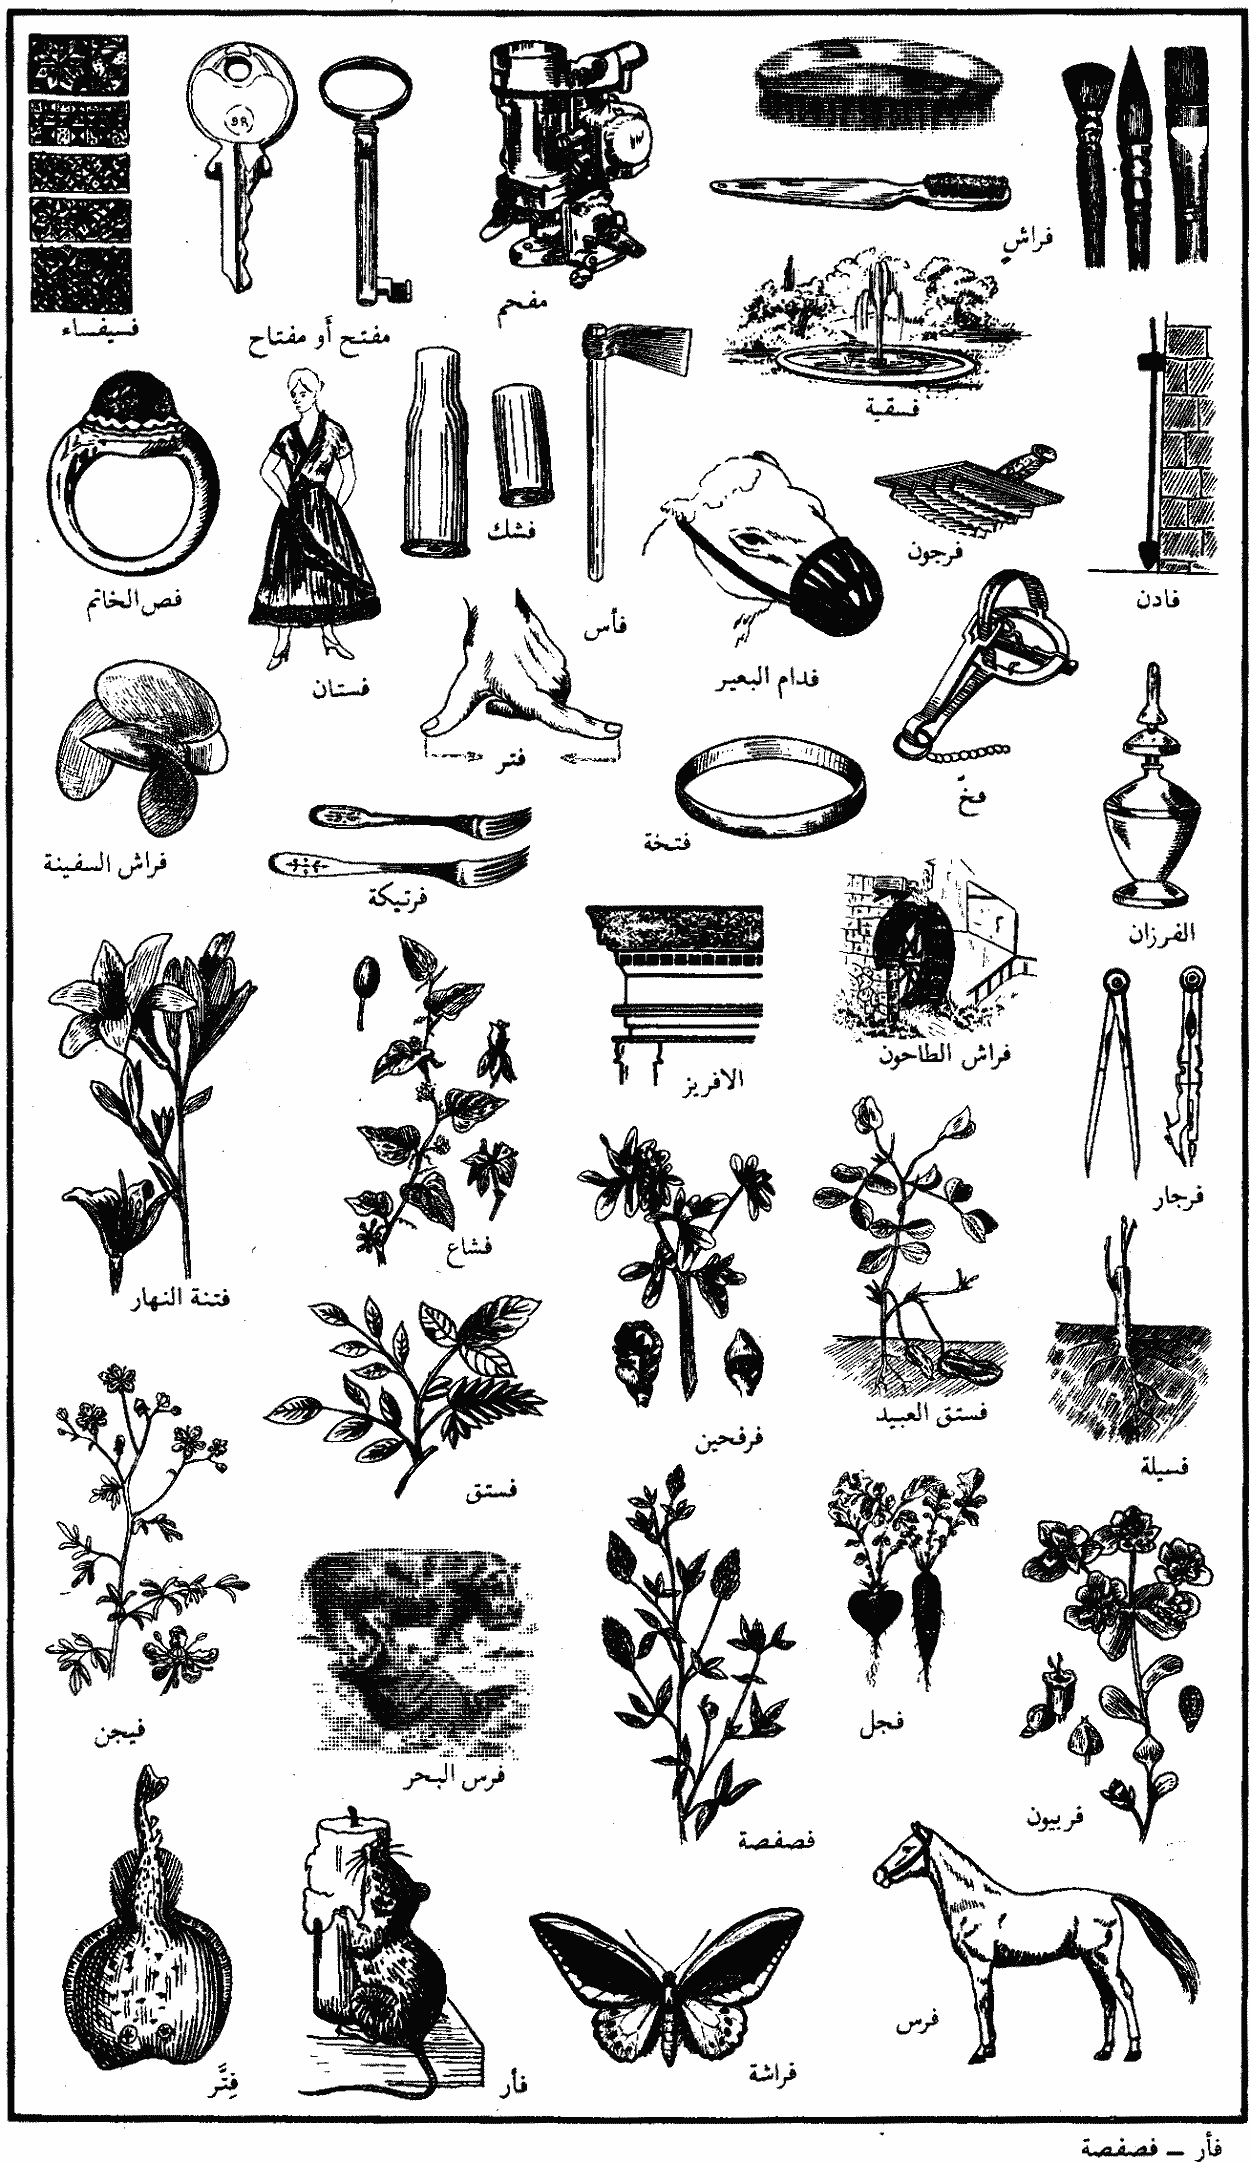 فراشٍ
مفحم
مفتح أو مفتاح
فسيفساء
فسقية
فشك
فرجون
فادن
فأس
فص الخاتم
فدام البعير
فستان
فتر
فخّ
فتخة
فراش السفينة
فرتيكة
الفرزان
فراش الطاحون
الافريز
فرجار
فشاغ
فتنة النهار
فستق العبيد
فرفحين
فسيلة
فستق
فجل
فيجن
فرس البحر
فربيون
فصفصة
فرس
فراشة
فأر
فِتَّر
فأر – فصفصة